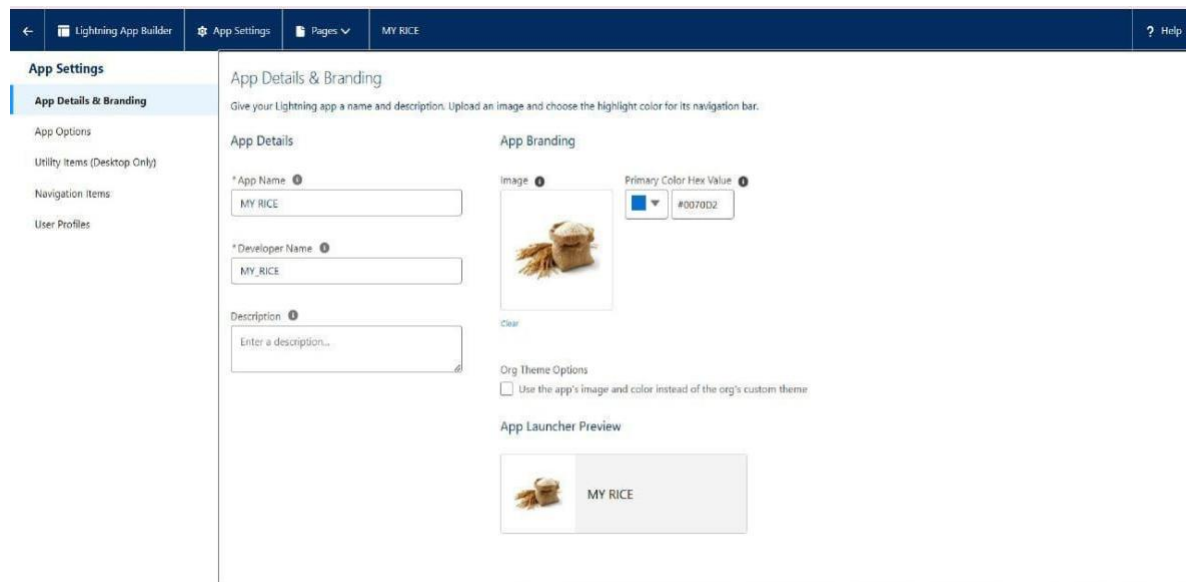 Lightning App Builder
App Settings
Pages
MY RICE
? Help
App Settings
App Details & Branding
App Options
Utility Items (Desktop Only)
Navigation Items
User Profiles
App Details & Branding
Give your Lightning app a name and description. Upload an image and choose the highlight color for its navigation bar.
App Details
*App Name
MY RICE
*Developer Name
MY_RICE
Description
Enter a description...
App Branding
Image
Primary Color Hex Value
#0070D2
Clear
Org Theme Options
Use the app's image and color instead of the org's custom theme
App Launcher Preview
MY RICE